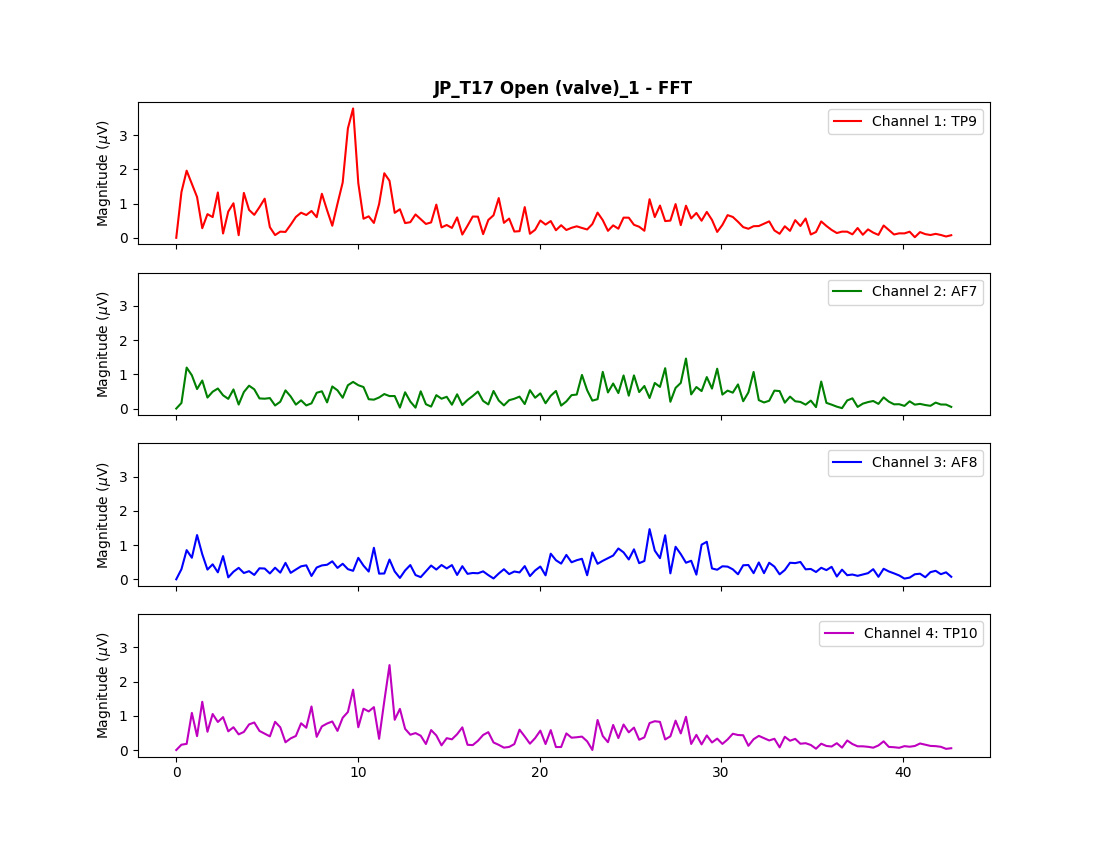 JP_T17 Open (valve)_1 - FFT
Magnitude (μV)
3
2
1
0
Channel 1: TP9
Magnitude (μV)
3
2
1
0
Channel 2: AF7
Magnitude (μV)
3
2
1
0
Channel 3: AF8
Magnitude (μV)
3
2
1
0
Channel 4: TP10
0 10 20 30 40